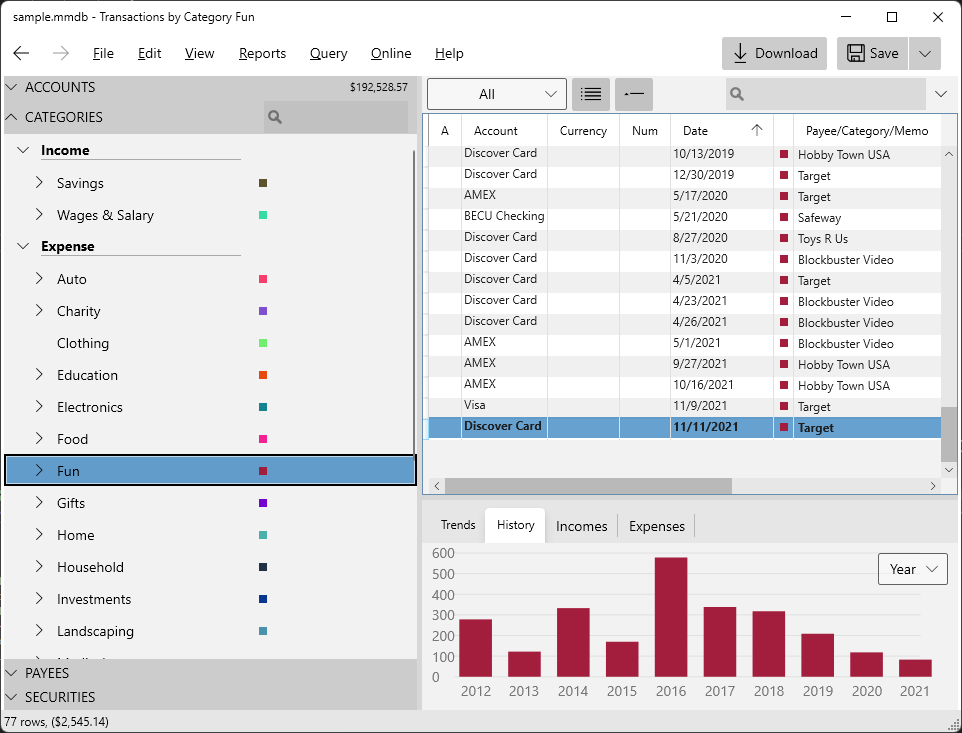 sample.mmdb - Transactions by Category Fun
File Edit View Reports Query Online Help Download Save
ACCOUNTS $192,528.57
CATEGORIES
Income
Savings
Wages & Salary
Expense
Auto
Charity
Clothing
Education
Electronics
Food
Fun
Gifts
Home
Household
Investments
Landscaping
PAYEES
SECURITIES
All
A Account Currency Num Date Payee/Category/Memo
Discover Card 10/13/2019 Hobby Town USA
Discover Card 12/30/2019 Target
AMEX 5/17/2020 Target
BECU Checking 5/21/2020 Safeway
Discover Card 8/27/2020 Toys R Us
Discover Card 11/3/2020 Blockbuster Video
Discover Card 4/5/2021 Target
Discover Card 4/23/2021 Blockbuster Video
Discover Card 4/26/2021 Blockbuster Video
AMEX 5/1/2021 Blockbuster Video
AMEX 9/27/2021 Hobby Town USA
AMEX 10/16/2021 Hobby Town USA
Visa 11/9/2021 Target
Discover Card 11/11/2021 Target
Trends History Incomes Expenses
Year
600
500
400
300
200
100
0
2012 2013 2014 2015 2016 2017 2018 2019 2020 2021
77 rows, ($2,545.14)